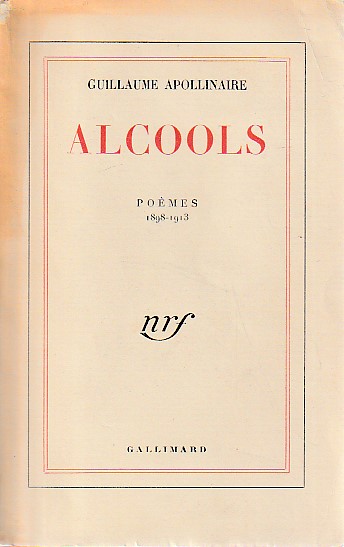 GUILLAUME APOLLINAIRE
ALCOOLS
POÈMES
1898-1913
nrf
GALLIMARD